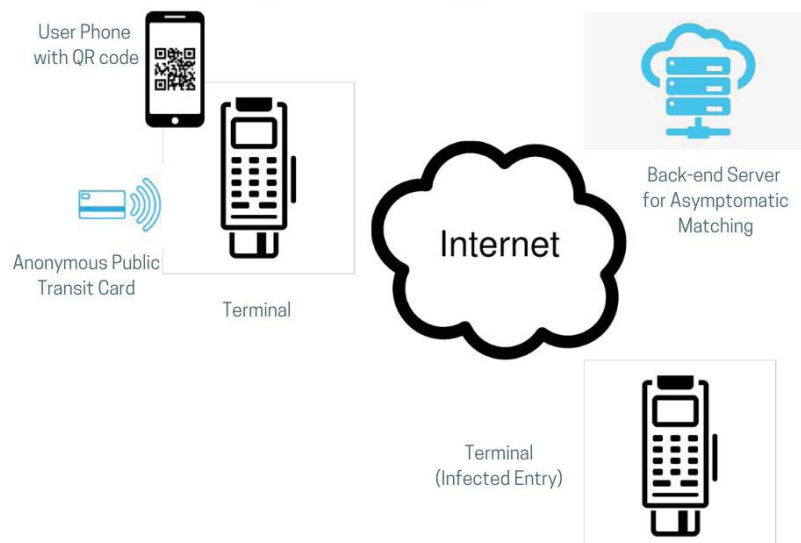 User Phone
with QR code
Anonymous Public
Transit Card
Terminal
Internet
Back-end Server
for Asymptomatic
Matching
Terminal
(Infected Entry)